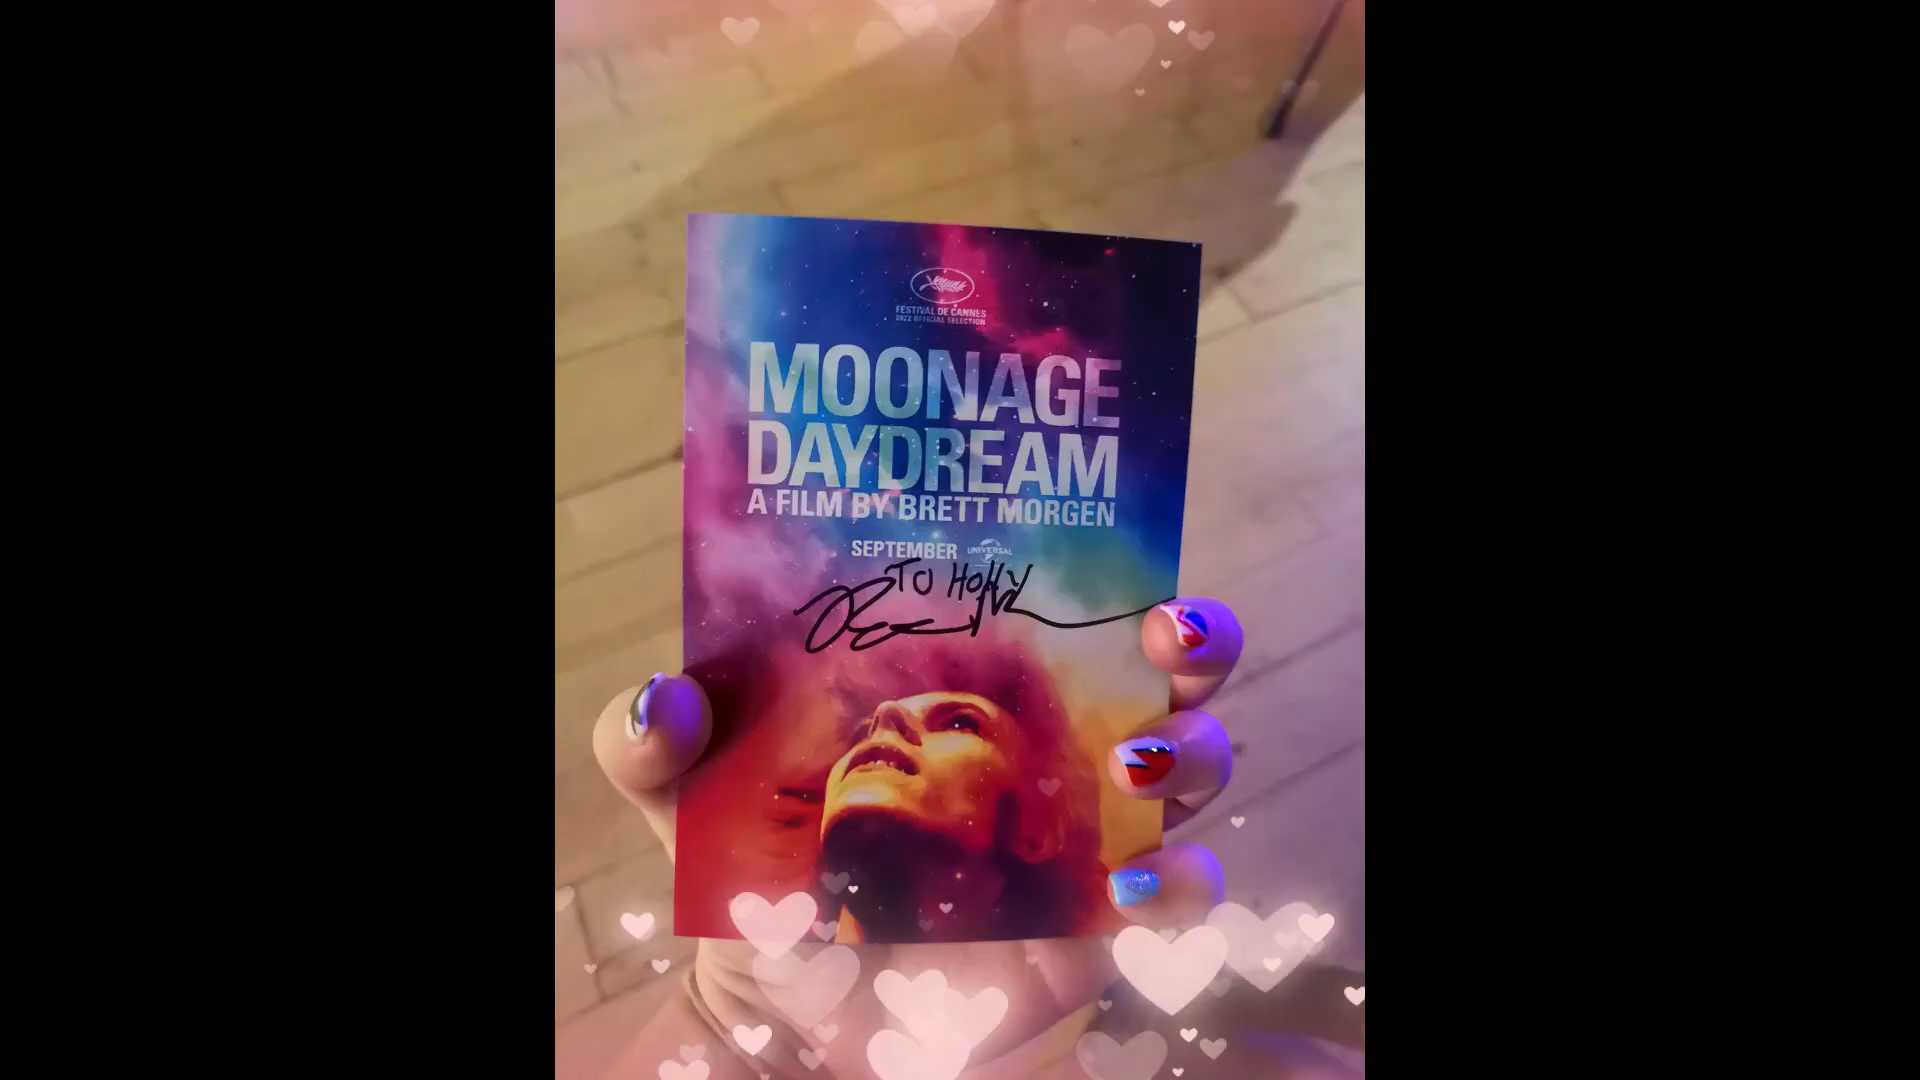 FESTIVAL DE CANNES
2022 OFFICIAL SELECTION
MOONAGE
DAYDREAM
A FILM BY BRETT MORGEN
SEPTEMBER UNIVERSAL
TO HOLLY